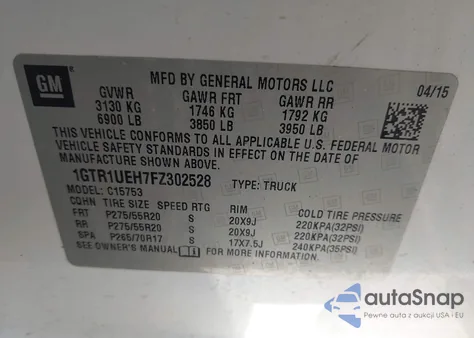 GM
®
MFD BY GENERAL MOTORS LLC
04/15
GVWR GAWR FRT GAWR RR
3130 KG 1746 KG 1792 KG
6900 LB 3850 LB 3950 LB
THIS VEHICLE CONFORMS TO ALL APPLICABLE U.S. FEDERAL MOTOR
VEHICLE SAFETY STANDARDS IN EFFECT ON THE DATE OF
MANUFACTURE SHOWN ABOVE.
1GTR1UEH7FZ302528 TYPE: TRUCK
MODEL: C15753
CQHN TIRE SIZE SPEED RTG RIM COLD TIRE PRESSURE
FRT P275/55R20 S 20X9J 220KPA(32PSI)
RR P275/55R20 S 20X9J 220KPA(32PSI)
SPA P265/70R17 S 17X7.5J 240KPA(35PSI)
SEE OWNER'S MANUAL FOR MORE INFORMATION.
autoSnap
Pewne auta z aukcji USA i EU